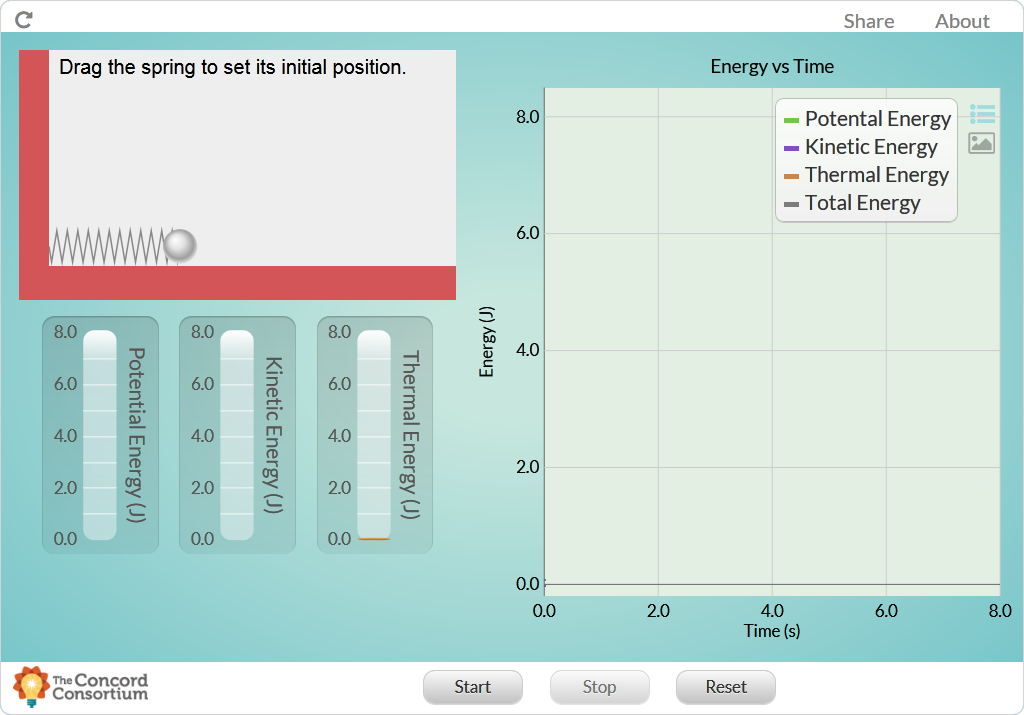 Share About
Drag the spring to set its initial position.
Energy vs Time
8.0
6.0
4.0
2.0
0.0
Energy (J)
Potental Energy
Kinetic Energy
Thermal Energy
Total Energy
0.0 2.0 4.0 6.0 8.0
Time (s)
8.0
6.0
4.0
2.0
0.0
Potential Energy (J)
8.0
6.0
4.0
2.0
0.0
Kinetic Energy (J)
8.0
6.0
4.0
2.0
0.0
Thermal Energy (J)
The Concord
Consortium
Start Stop Reset